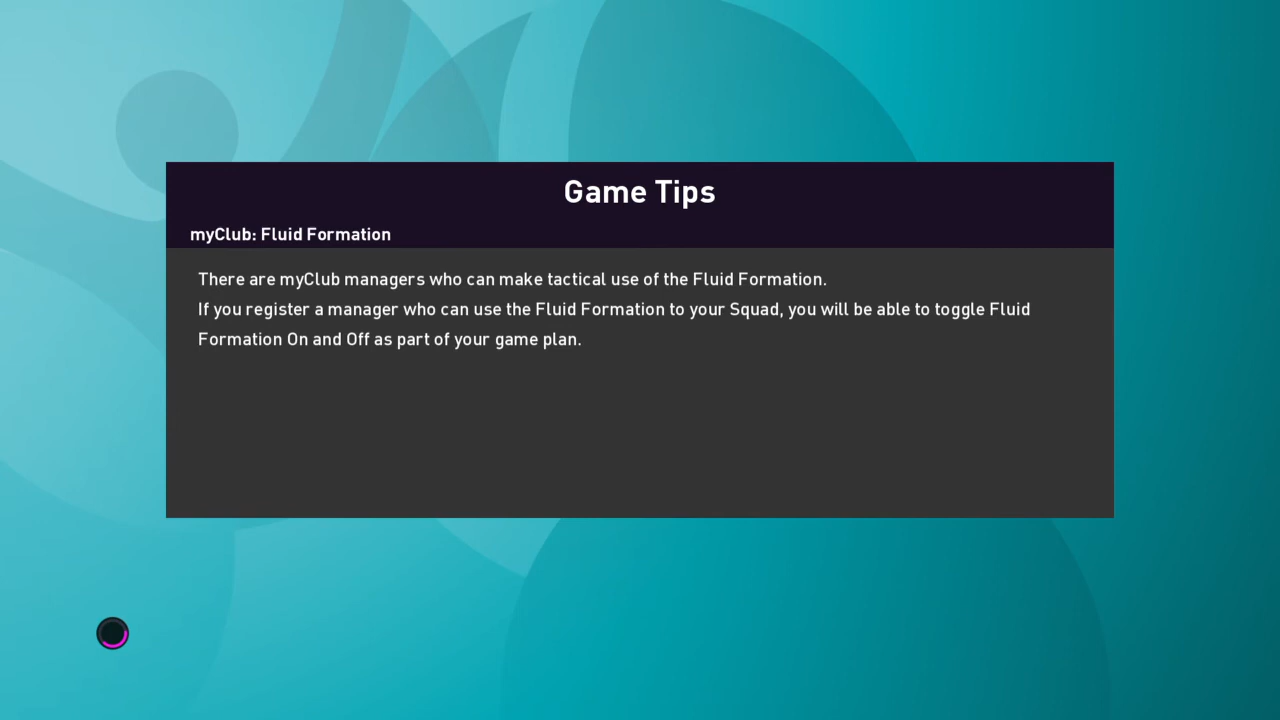 Game Tips
myClub: Fluid Formation
There are myClub managers who can make tactical use of the Fluid Formation.
If you register a manager who can use the Fluid Formation to your Squad, you will be able to toggle Fluid
Formation On and Off as part of your game plan.